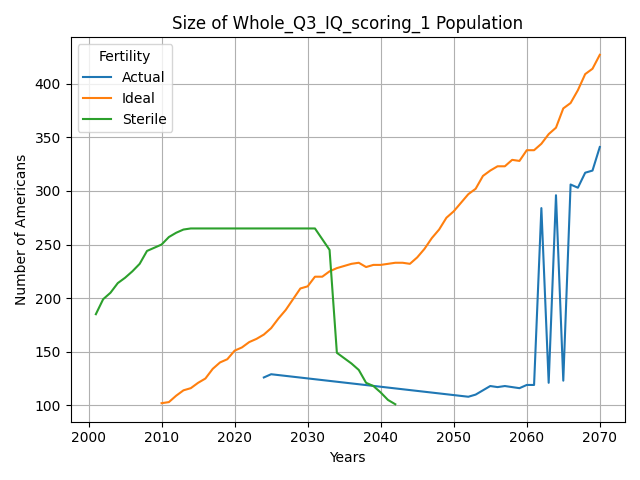 Size of Whole_Q3_IQ_scoring_1 Population
Fertility
Actual
Ideal
Sterile
Number of Americans
400
350
300
250
200
150
100
2000 2010 2020 2030 2040 2050 2060 2070
Years